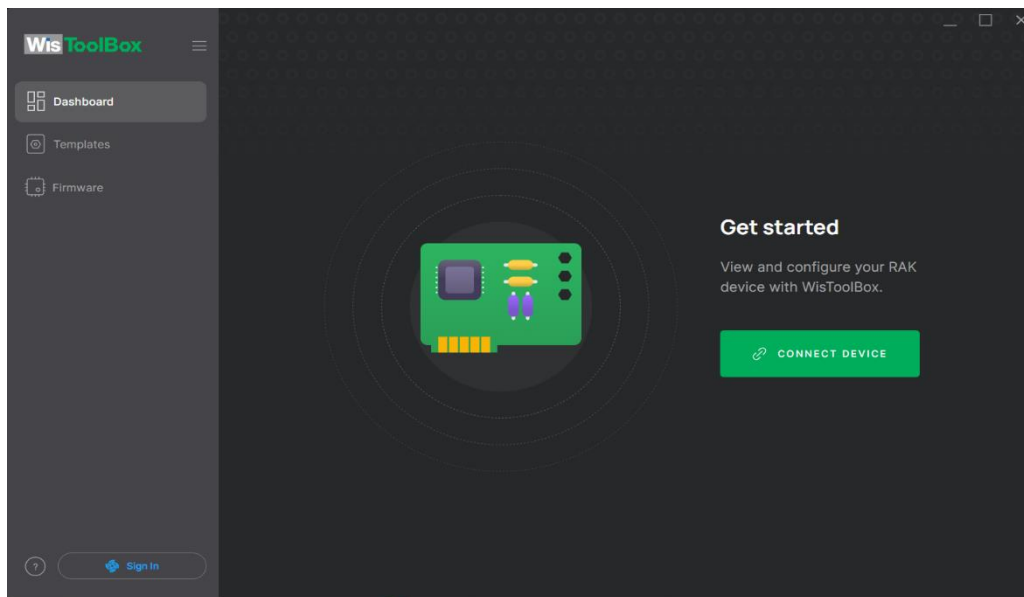 WisToolBox
Dashboard
Templates
Firmware
Get started
View and configure your RAK
device with WisToolBox.
CONNECT DEVICE
?
Sign In